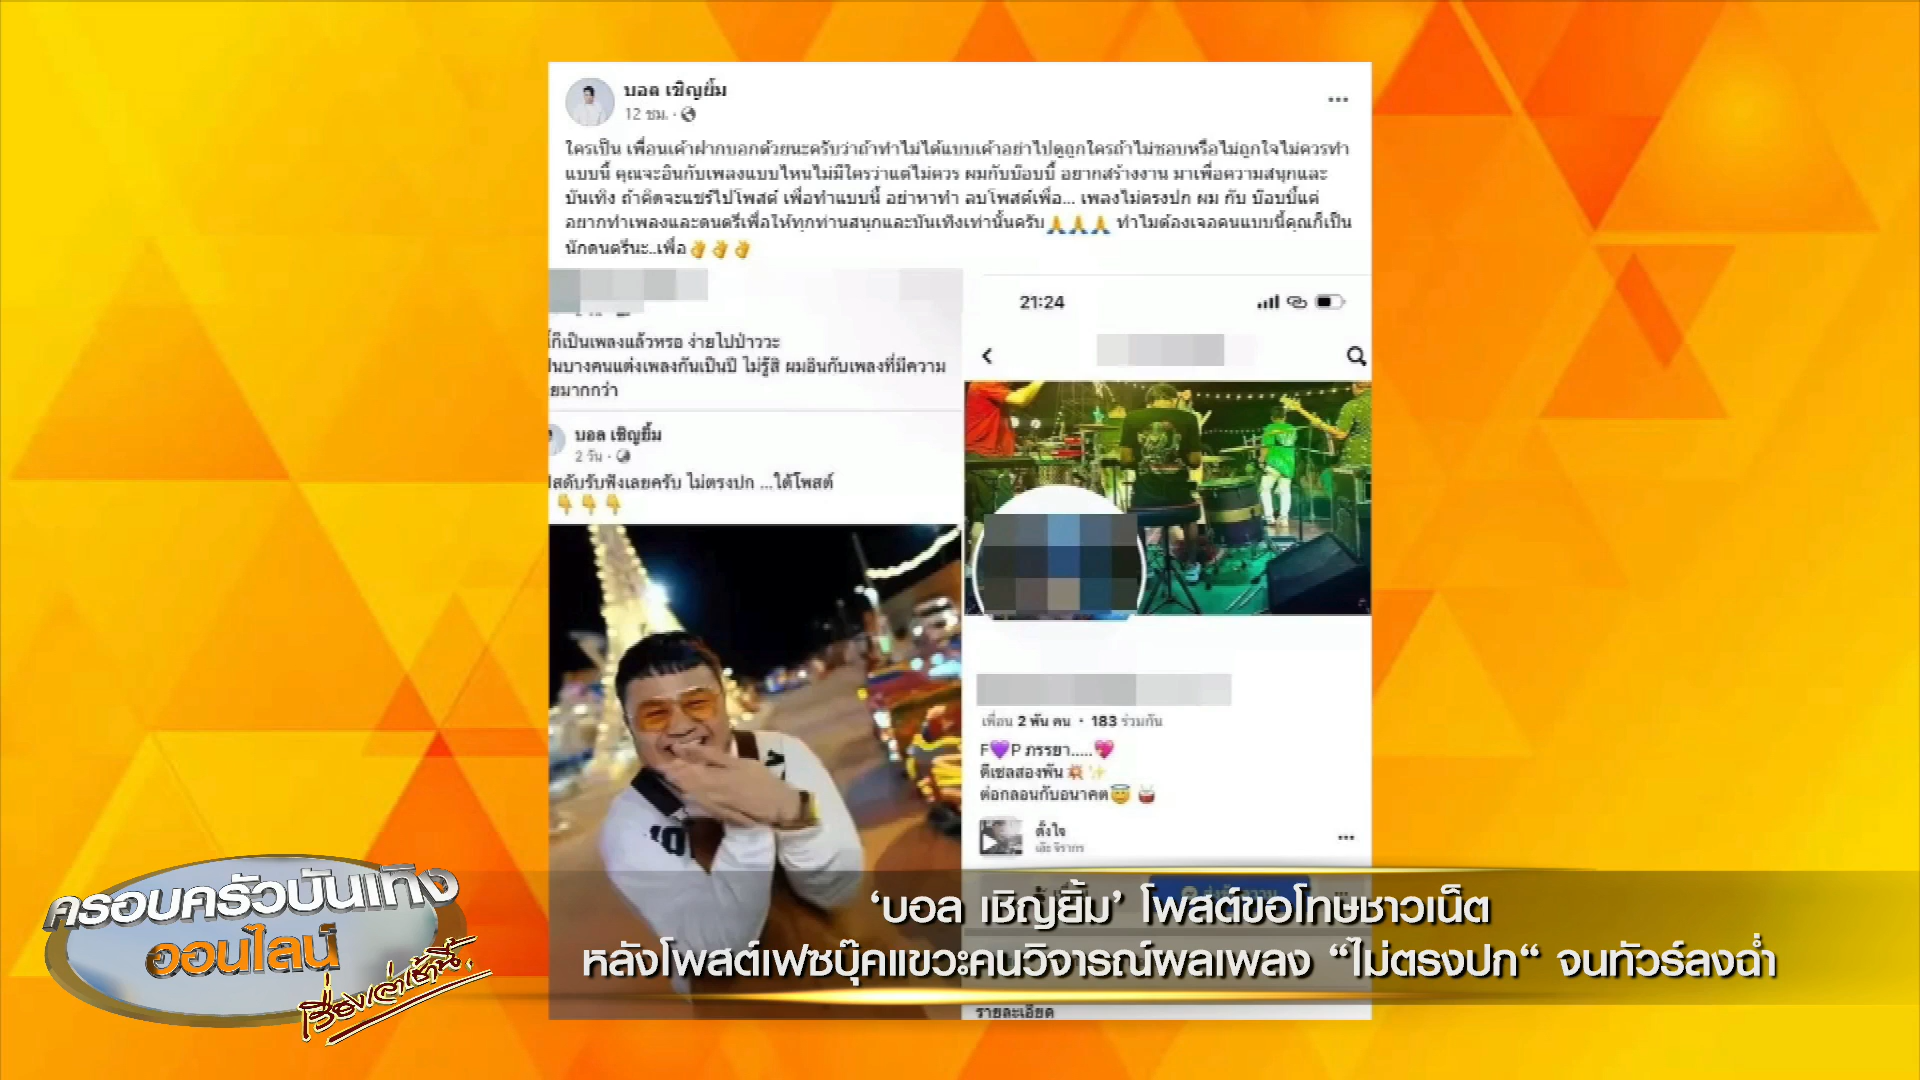 บอล เชิญยิ้ม
12 ชม.
ใครเป็น เพื่อนเค้าฝากบอกด้วยนะครับว่าถ้าทำไม่ได้แบบเค้าอย่าไปดูถูกใครถ้าไม่ชอบหรือไม่ถูกใจไม่ควรทำ
แบบนี้ คุณจะอินกับเพลงแบบไหนไม่มีใครว่าแต่ไม่ควร ผมกับบ๊อบบี้ อยากสร้างงาน มาเพื่อความสนุกและ
บันเทิง ถ้าคิดจะแชร์ไปโพสต์ เพื่อทำแบบนี้ อย่าหาทำ ลบโพสต์เพื่อ... เพลงไม่ตรงปก ผม กับ บ๊อบบี้แค่
อยากทำเพลงและดนตรีเพื่อให้ทุกท่านสนุกและบันเทิงเท่านั้นครับ🙏🙏🙏 ทำไมต้องเจอคนแบบนี้คุณก็เป็น
นักดนตรีนะ..เพื่อ👌👌👌
ก็เป็นเพลงแล้วหรอ ง่ายไปป่าววะ
บางคนแต่งเพลงกันเป็นปี ไม่รู้สิ ผมอินกับเพลงที่มีความ
มากกว่า
บอล เชิญยิ้ม
2 วัน
สดับรับฟังเลยครับ ไม่ตรงปก ...ใต้โพสต์
👇👇👇
21:24
เพื่อน 2 พัน คน • 183 ร่วมกัน
F💜P ภรรยา.....💖
ดีเซลสองพัน💥✨
ต่อกลอนกับอนาคต😇🥁
ตั้งใจ
เอ๊ะ จิรากร
รายละเอียด
ครอบครัวบันเทิง
ออนไลน์
เรื่องเล่าเช้านี้
‘บอล เชิญยิ้ม’ โพสต์ขอโทษชาวเน็ต
หลังโพสต์เฟซบุ๊คแขวะคนวิจารณ์ผลเพลง “ไม่ตรงปก“ จนทัวร์ลงฉ่ำ